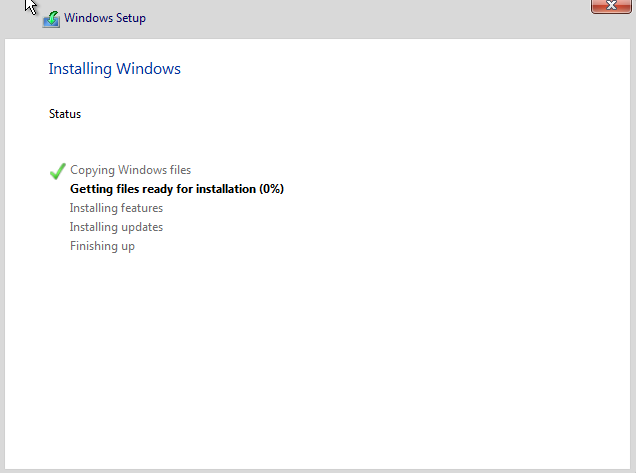 Windows Setup
Installing Windows
Status
Copying Windows files
Getting files ready for installation (0%)
Installing features
Installing updates
Finishing up